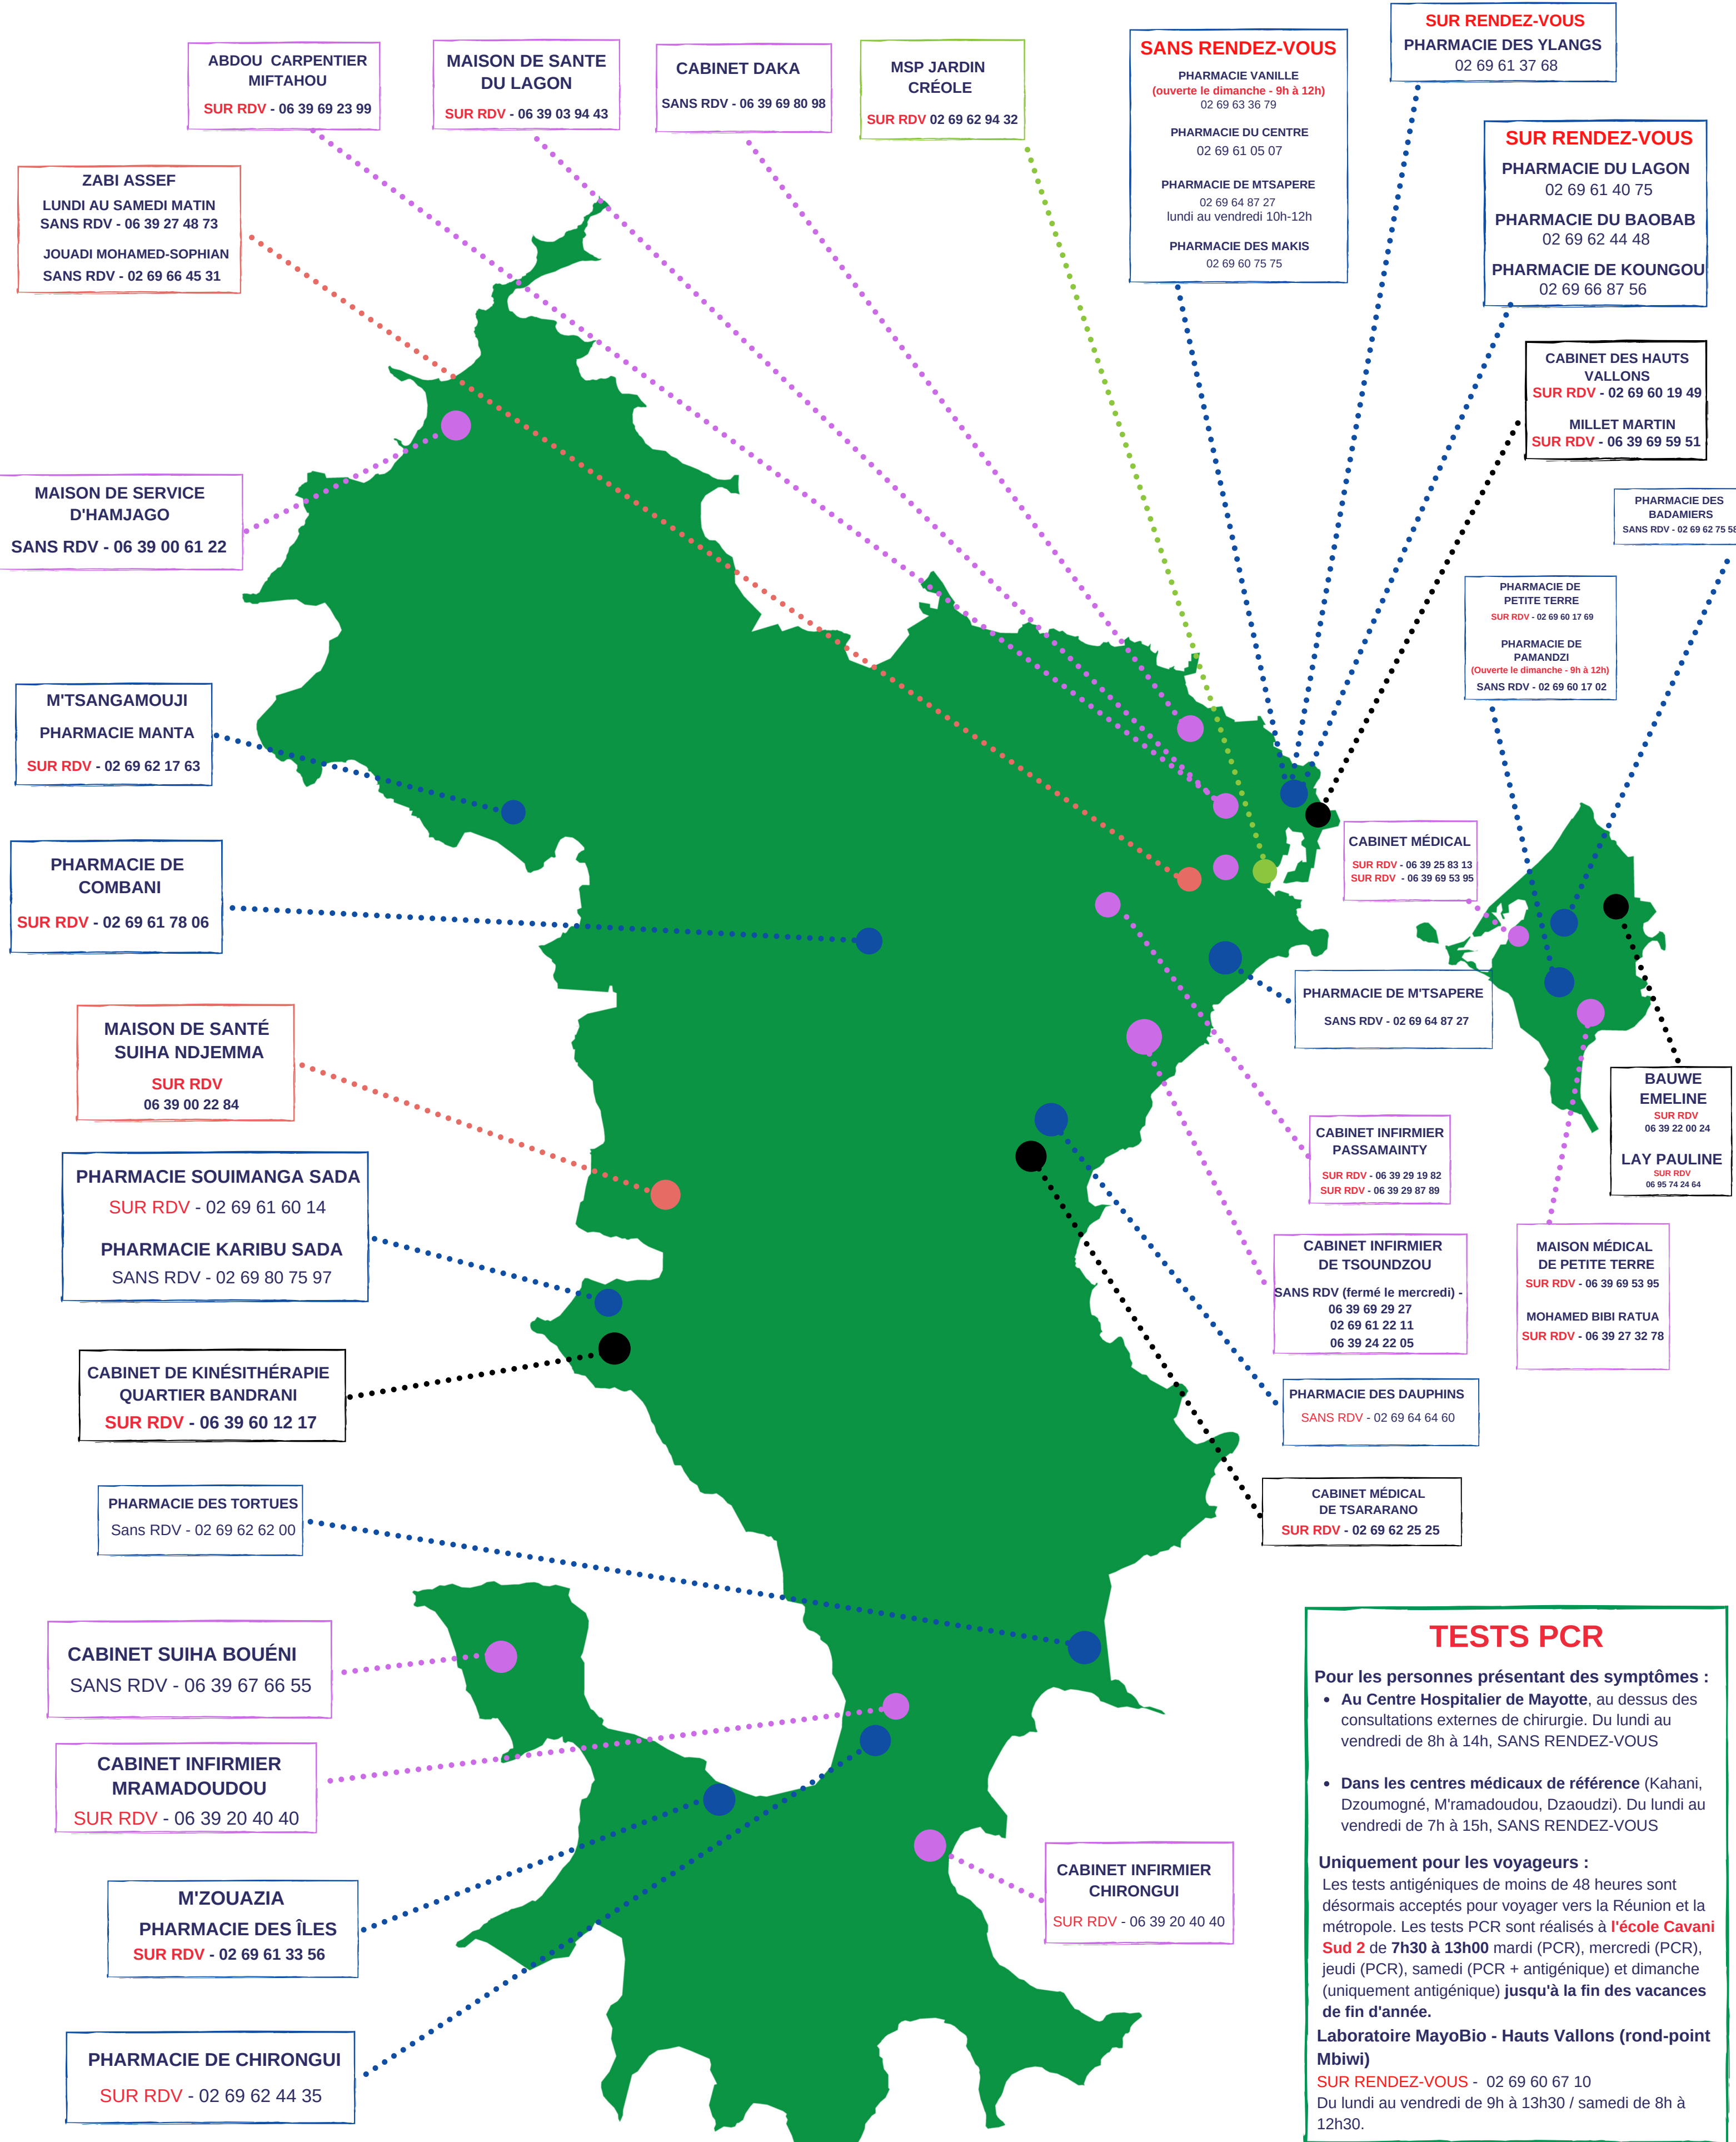 ABDOU CARPENTIER
MIFTAHOU
SUR RDV - 06 39 69 23 99
MAISON DE SANTE
DU LAGON
SUR RDV - 06 39 03 94 43
CABINET DAKA
SANS RDV - 06 39 69 80 98
MSP JARDIN
CRÉOLE
SUR RDV 02 69 62 94 32
SANS RENDEZ-VOUS
PHARMACIE VANILLE
(ouverte le dimanche - 9h à 12h)
02 69 63 36 79
PHARMACIE DU CENTRE
02 69 61 05 07
PHARMACIE DE MTSAPERE
02 69 64 87 27
lundi au vendredi 10h-12h
PHARMACIE DES MAKIS
02 69 60 75 75
SUR RENDEZ-VOUS
PHARMACIE DES YLANGS
02 69 61 37 68
SUR RENDEZ-VOUS
PHARMACIE DU LAGON
02 69 61 40 75
PHARMACIE DU BAOBAB
02 69 62 44 48
PHARMACIE DE KOUNGOU
02 69 66 87 56
ZABI ASSEF
LUNDI AU SAMEDI MATIN
SANS RDV - 06 39 27 48 73
JOUADI MOHAMED-SOPHIAN
SANS RDV - 02 69 66 45 31
CABINET DES HAUTS
VALLONS
SUR RDV - 02 69 60 19 49
MILLET MARTIN
SUR RDV - 06 39 69 59 51
MAISON DE SERVICE
D'HAMJAGO
SANS RDV - 06 39 00 61 22
PHARMACIE DES
BADAMIERS
SANS RDV - 02 69 62 75 58
PHARMACIE DE
PETITE TERRE
SUR RDV - 02 69 60 17 69
PHARMACIE DE
PAMANDZI
(Ouverte le dimanche - 9h à 12h)
SANS RDV - 02 69 60 17 02
M'TSANGAMOUJI
PHARMACIE MANTA
SUR RDV - 02 69 62 17 63
CABINET MÉDICAL
SUR RDV - 06 39 25 83 13
SUR RDV - 06 39 69 53 95
PHARMACIE DE
COMBANI
SUR RDV - 02 69 61 78 06
PHARMACIE DE M'TSAPERE
SANS RDV - 02 69 64 87 27
MAISON DE SANTÉ
SUIHA NDJEMMA
SUR RDV
06 39 00 22 84
BAUWE
EMELINE
SUR RDV
06 39 22 00 24
LAY PAULINE
SUR RDV
06 95 74 24 64
CABINET INFIRMIER
PASSAMAINTY
SUR RDV - 06 39 29 19 82
SUR RDV - 06 39 29 87 89
PHARMACIE SOUIMANGA SADA
SUR RDV - 02 69 61 60 14
PHARMACIE KARIBU SADA
SANS RDV - 02 69 80 75 97
CABINET INFIRMIER
DE TSOUNDZOU
SANS RDV (fermé le mercredi) -
06 39 69 29 27
02 69 61 22 11
06 39 24 22 05
MAISON MÉDICAL
DE PETITE TERRE
SUR RDV - 06 39 69 53 95
MOHAMED BIBI RATUA
SUR RDV - 06 39 27 32 78
CABINET DE KINÉSITHÉRAPIE
QUARTIER BANDRANI
SUR RDV - 06 39 60 12 17
PHARMACIE DES DAUPHINS
SANS RDV - 02 69 64 64 60
PHARMACIE DES TORTUES
Sans RDV - 02 69 62 62 00
CABINET MÉDICAL
DE TSARARANO
SUR RDV - 02 69 62 25 25
CABINET SUIHA BOUÉNI
SANS RDV - 06 39 67 66 55
CABINET INFIRMIER
MRAMADOUDOU
SUR RDV - 06 39 20 40 40
M'ZOUAZIA
PHARMACIE DES ÎLES
SUR RDV - 02 69 61 33 56
CABINET INFIRMIER
CHIRONGUI
SUR RDV - 06 39 20 40 40
PHARMACIE DE CHIRONGUI
SUR RDV - 02 69 62 44 35
TESTS PCR
Pour les personnes présentant des symptômes :
• Au Centre Hospitalier de Mayotte, au dessus des
consultations externes de chirurgie. Du lundi au
vendredi de 8h à 14h, SANS RENDEZ-VOUS
• Dans les centres médicaux de référence (Kahani,
Dzoumogné, M'ramadoudou, Dzaoudzi). Du lundi au
vendredi de 7h à 15h, SANS RENDEZ-VOUS
Uniquement pour les voyageurs :
Les tests antigéniques de moins de 48 heures sont
désormais acceptés pour voyager vers la Réunion et la
métropole. Les tests PCR sont réalisés à l'école Cavani
Sud 2 de 7h30 à 13h00 mardi (PCR), mercredi (PCR),
jeudi (PCR), samedi (PCR + antigénique) et dimanche
(uniquement antigénique) jusqu'à la fin des vacances
de fin d'année.
Laboratoire MayoBio - Hauts Vallons (rond-point
Mbiwi)
SUR RENDEZ-VOUS - 02 69 60 67 10
Du lundi au vendredi de 9h à 13h30 / samedi de 8h à
12h30.